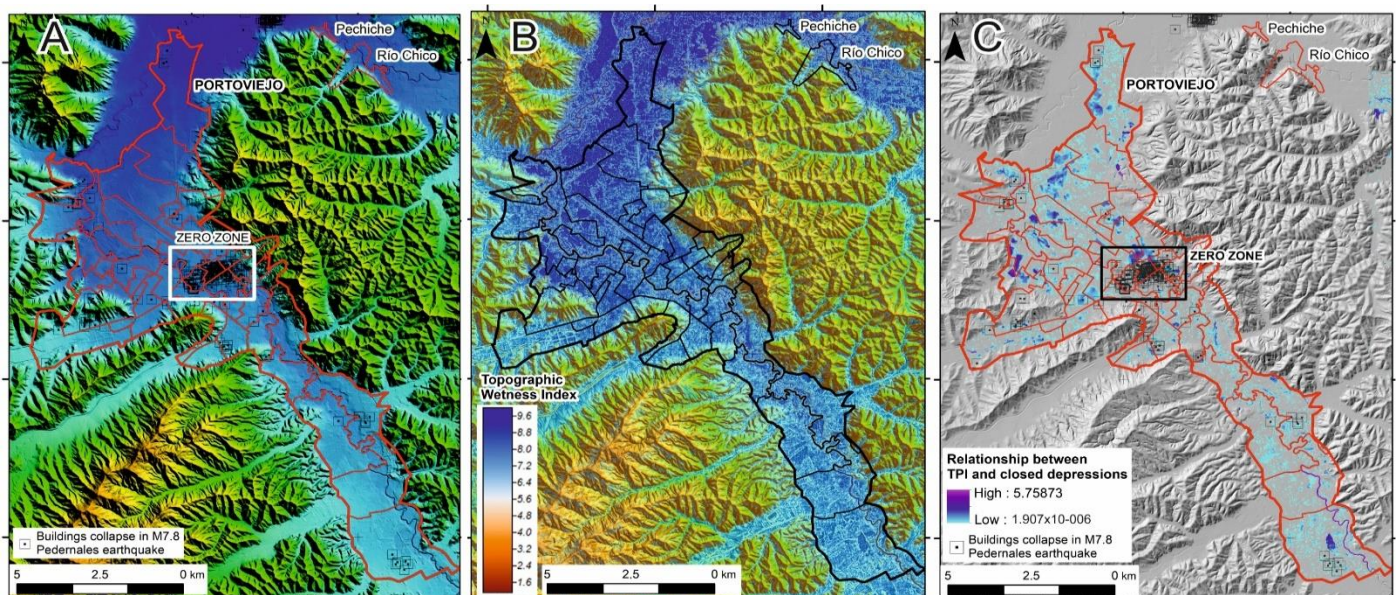 A
N
Pechiche
Río Chico
PORTOVIEJO
ZERO ZONE
Buildings collapse in M7.8
Pedernales earthquake
5
2.5
0 km
B
N
Pechiche
Río Chico
Topographic
Wetness Index
9.6
8.8
8.0
7.2
6.4
5.6
4.8
4.0
3.2
2.4
1.6
5
2.5
0 km
C
N
Pechiche
Río Chico
PORTOVIEJO
ZERO ZONE
Relationship between
TPI and closed depressions
High : 5.75873
Low : 1.907x10-006
Buildings collapse in M7.8
Pedernales earthquake
5
2.5
0 km